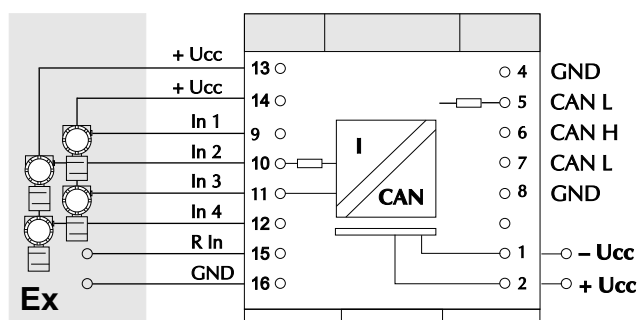 + Ucc 13 4 GND
+ Ucc 14 5 CAN L
In 1 9 6 CAN H
In 2 10 7 CAN L
In 3 11 8 GND
In 4 12
R In 15 1 – Ucc
GND 16 2 + Ucc
I
CAN
Ex